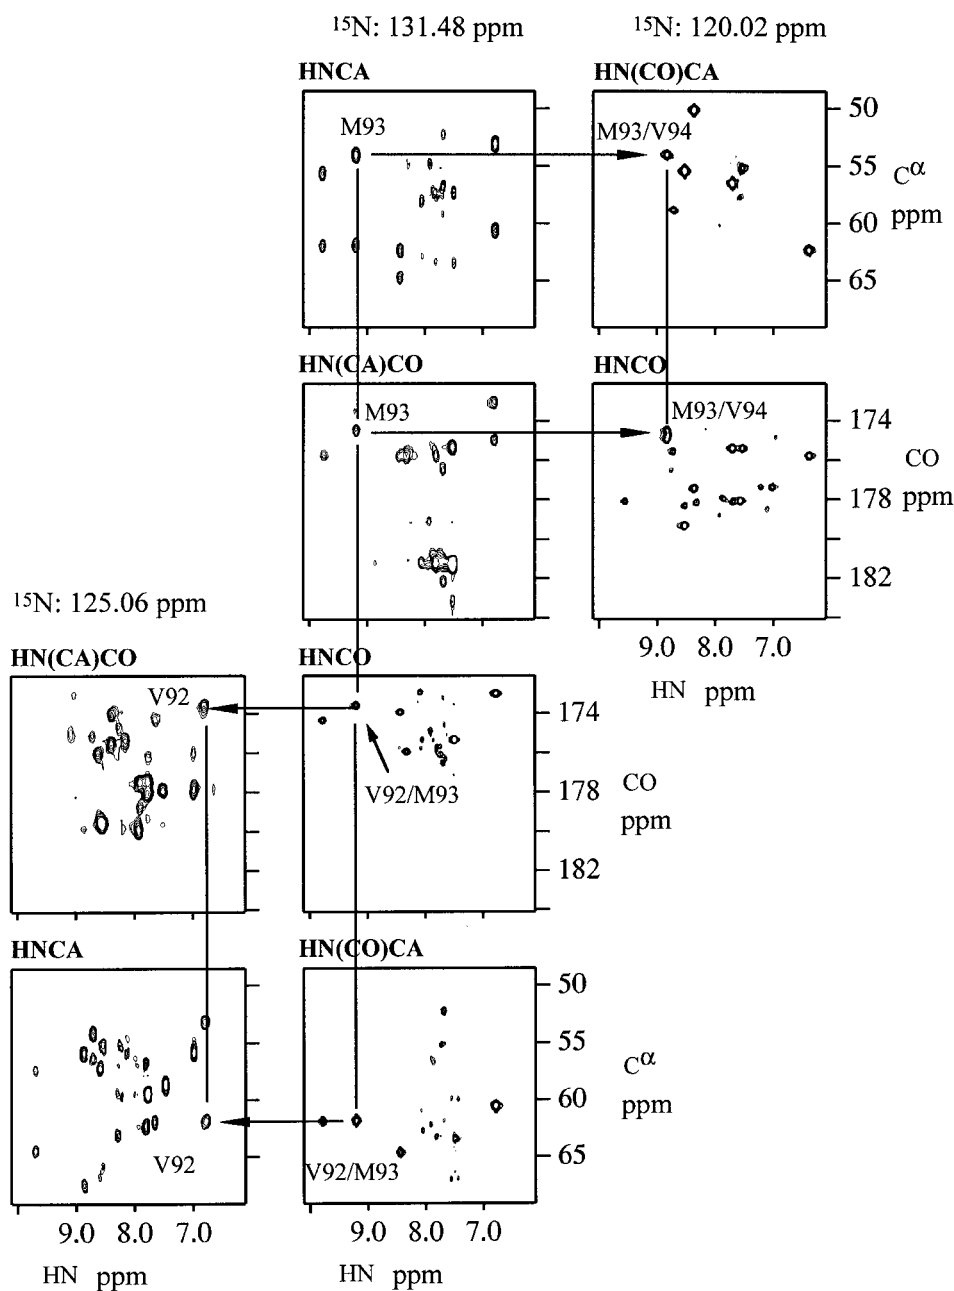 ¹⁵N: 131.48 ppm
¹⁵N: 120.02 ppm
HNCA
HN(CO)CA
M93
M93/V94
50
55
60
65
Cα
ppm
HN(CA)CO
HNCO
M93
M93/V94
174
178
182
CO
ppm
9.0 8.0 7.0
HN ppm
¹⁵N: 125.06 ppm
HN(CA)CO
HNCO
V92
V92/M93
174
178
182
CO
ppm
HNCA
HN(CO)CA
V92
V92/M93
50
55
60
65
Cα
ppm
9.0 8.0 7.0
9.0 8.0 7.0
HN ppm
HN ppm